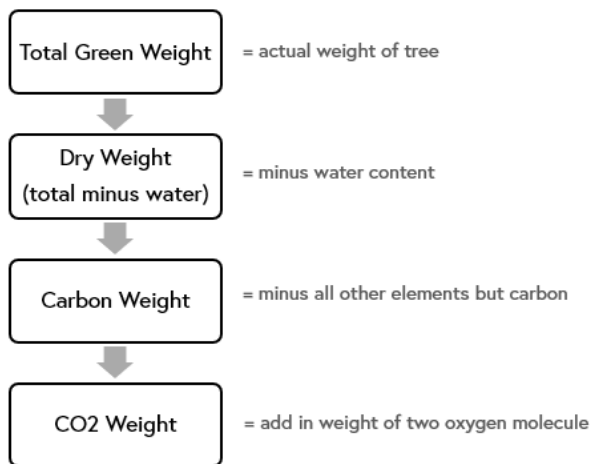 Total Green Weight
= actual weight of tree
Dry Weight
(total minus water)
= minus water content
Carbon Weight
= minus all other elements but carbon
CO2 Weight
= add in weight of two oxygen molecule